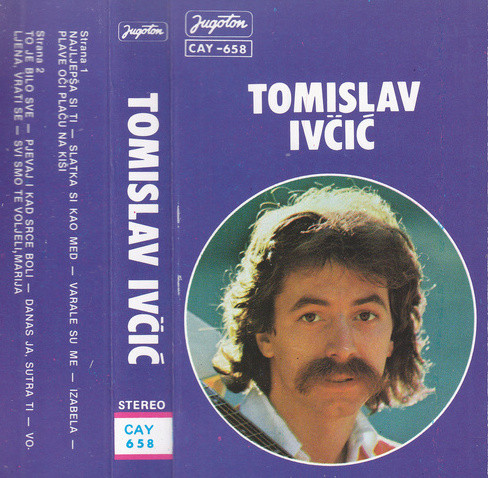 Strana 1
NAJLJEPŠA SI TI — SLATKA SI KAO MED — VARALE SU ME — IZABELA —
PLAVE OČI PLAČU NA KIŠI
Strana 2
TO JE BILO SVE — PJEVAJ I KAD SRCE BOLI — DANAS JA, SUTRA TI — VO-
LJENA, VRATI SE — SVI SMO TE VOLJELI,MARIJA
Jugoton
TOMISLAV IVČIĆ
STEREO
CAY
658
Jugoton
CAY-658
TOMISLAV
IVČIĆ